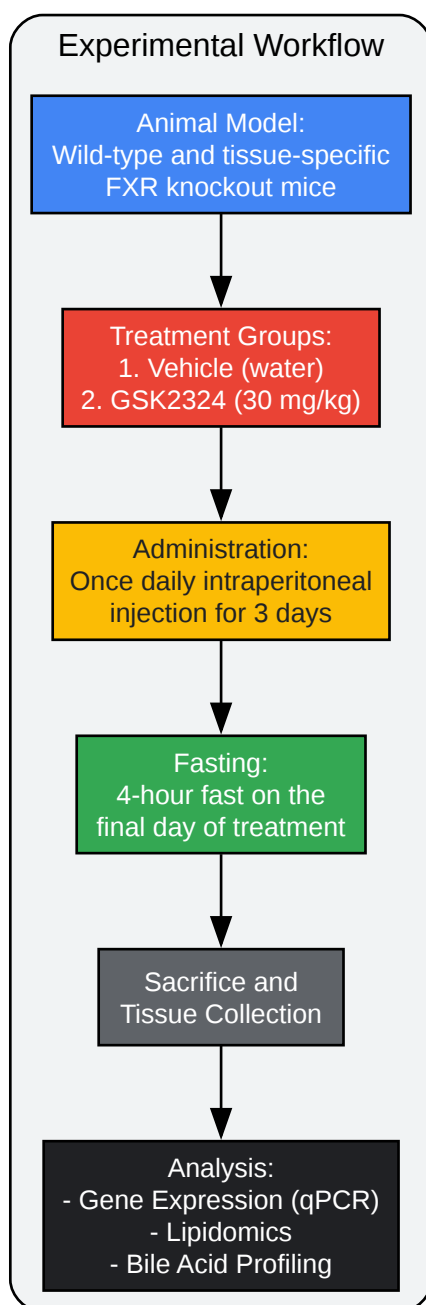 Experimental Workflow
Animal Model:
Wild-type and tissue-specific
FXR knockout mice
Treatment Groups:
1. Vehicle (water)
2. GSK2324 (30 mg/kg)
Administration:
Once daily intraperitoneal
injection for 3 days
Fasting:
4-hour fast on the
final day of treatment
Sacrifice and
Tissue Collection
Analysis:
- Gene Expression (qPCR)
- Lipidomics
- Bile Acid Profiling